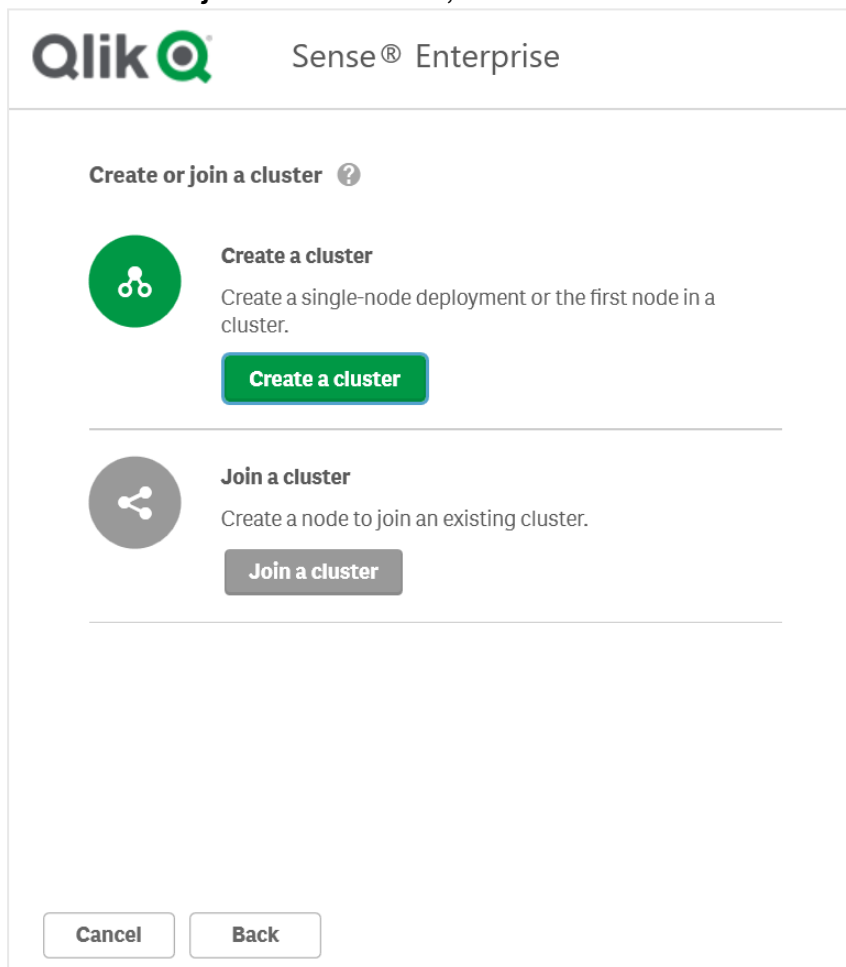 Qlik Sense® Enterprise
Create or join a cluster ?
Create a cluster
Create a single-node deployment or the first node in a
cluster.
Create a cluster
Join a cluster
Create a node to join an existing cluster.
Join a cluster
Cancel Back